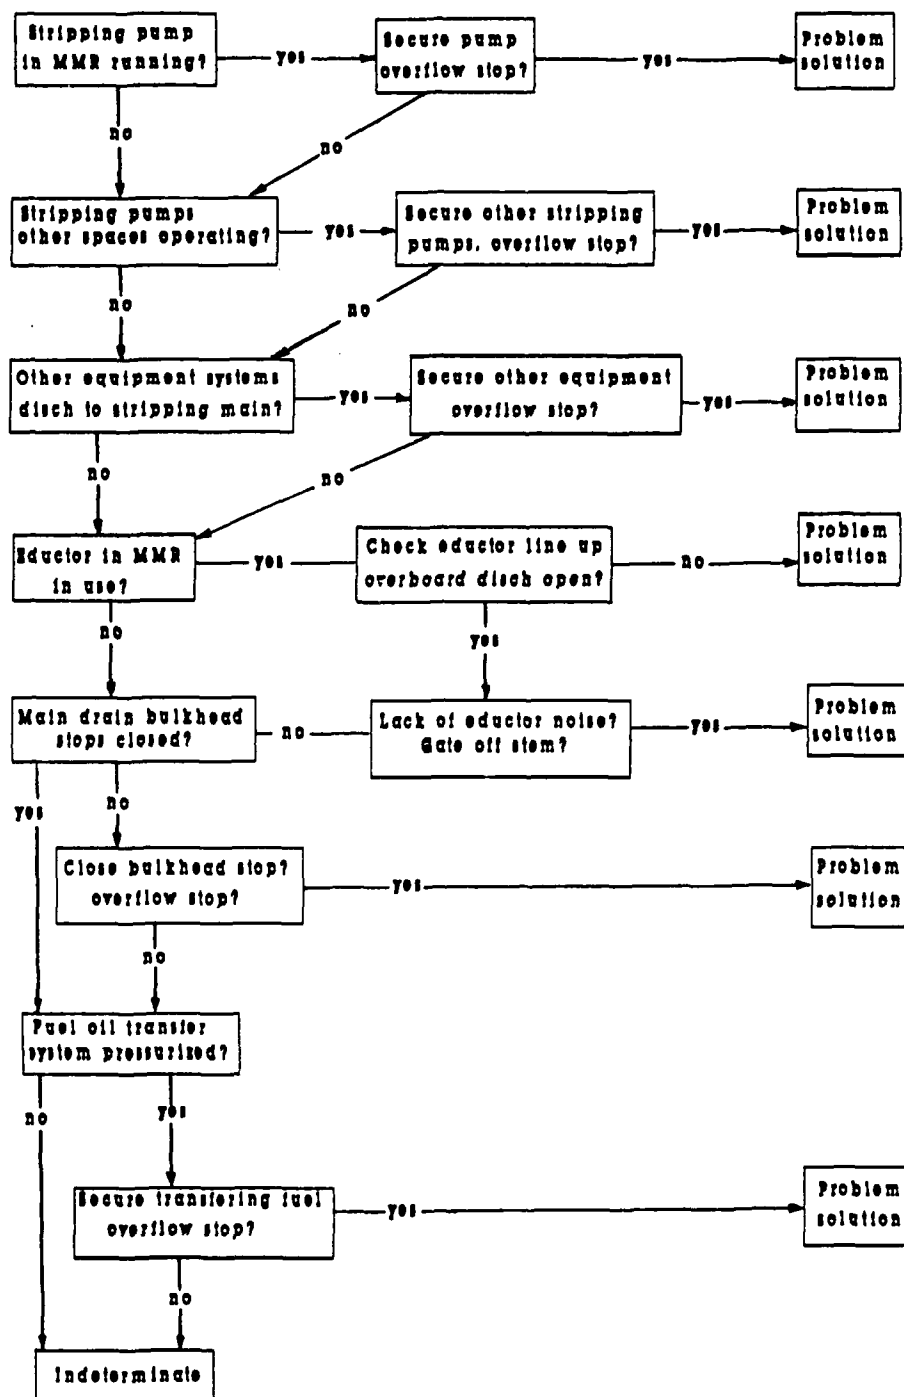 Stripping pump
in MMR running?
yes
Secure pump
overflow stop?
yes
Problem
solution
no
no
Stripping pumps
other spaces operating?
yes
Secure other stripping
pumps, overflow stop?
yes
Problem
solution
no
no
Other equipment systems
disch to stripping main?
yes
Secure other equipment
overflow stop?
yes
Problem
solution
no
no
Eductor in MMR
in use?
yes
Check eductor line up
overboard disch open?
no
Problem
solution
no
yes
Main drain bulkhead
stops closed?
no
Lack of eductor noise?
Gate off stem?
yes
Problem
solution
yes
no
Close bulkhead stop?
overflow stop?
yes
Problem
solution
no
Fuel oil transfer
system pressurized?
no
yes
Secure transfering fuel
overflow stop?
yes
Problem
solution
no
Indeterminate